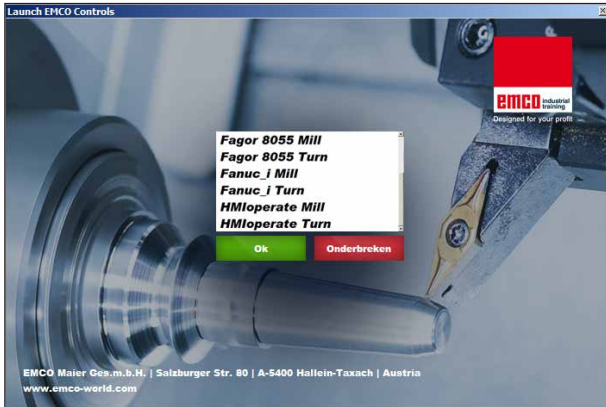 Launch EMCO Controls
emco industrial
training
Designed for your profit
Fagor 8055 Mill
Fagor 8055 Turn
Fanuc_i Mill
Fanuc_i Turn
HMIoperate Mill
HMIoperate Turn
Ok Onderbreken
EMCO Maier Ges.m.b.H. | Salzburger Str. 80 | A-5400 Hallein-Taxach | Austria
www.emco-world.com